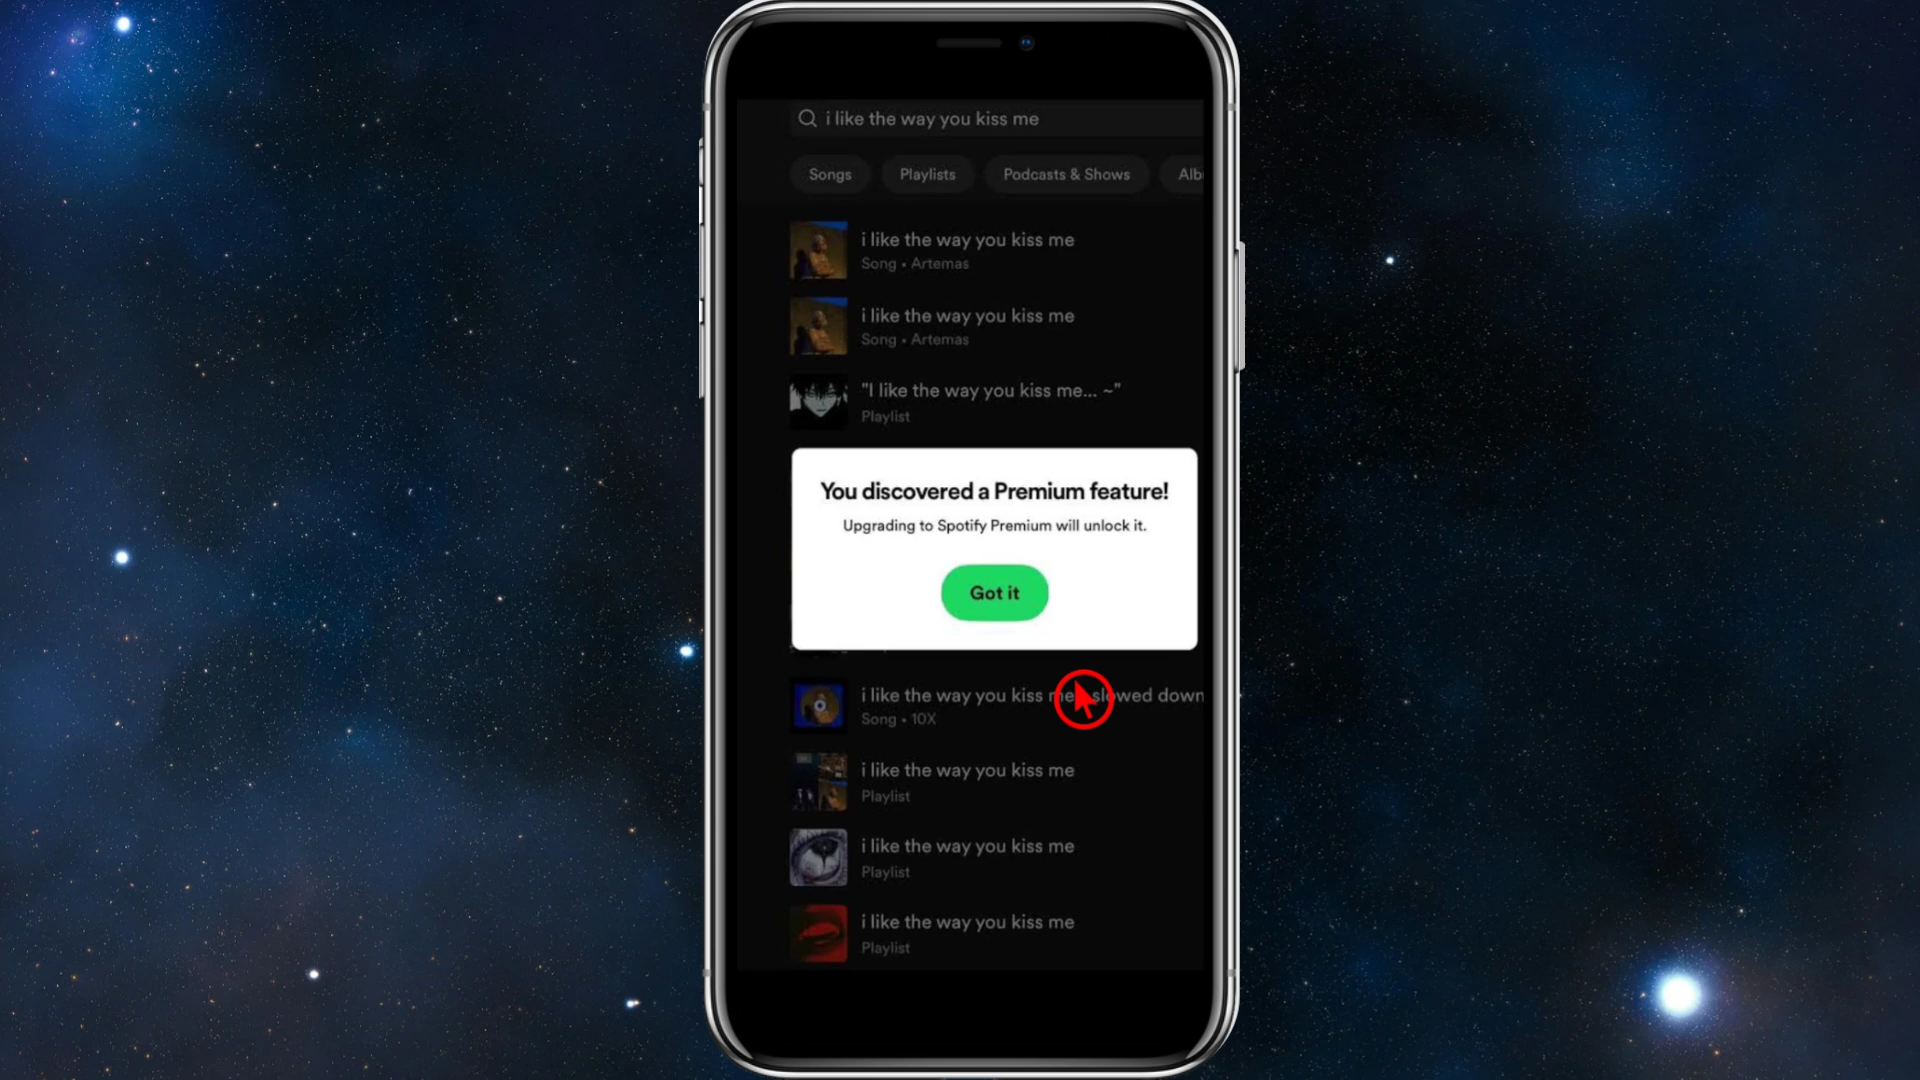 i like the way you kiss me
Songs Playlists Podcasts & Shows
i like the way you kiss me
Song • Artemas
i like the way you kiss me
Song • Artemas
"I like the way you kiss me... ~"
Playlist
You discovered a Premium feature!
Upgrading to Spotify Premium will unlock it.
Got it
i like the way you kiss slowed down
Song • 10X
i like the way you kiss me
Playlist
i like the way you kiss me
Playlist
i like the way you kiss me
Playlist